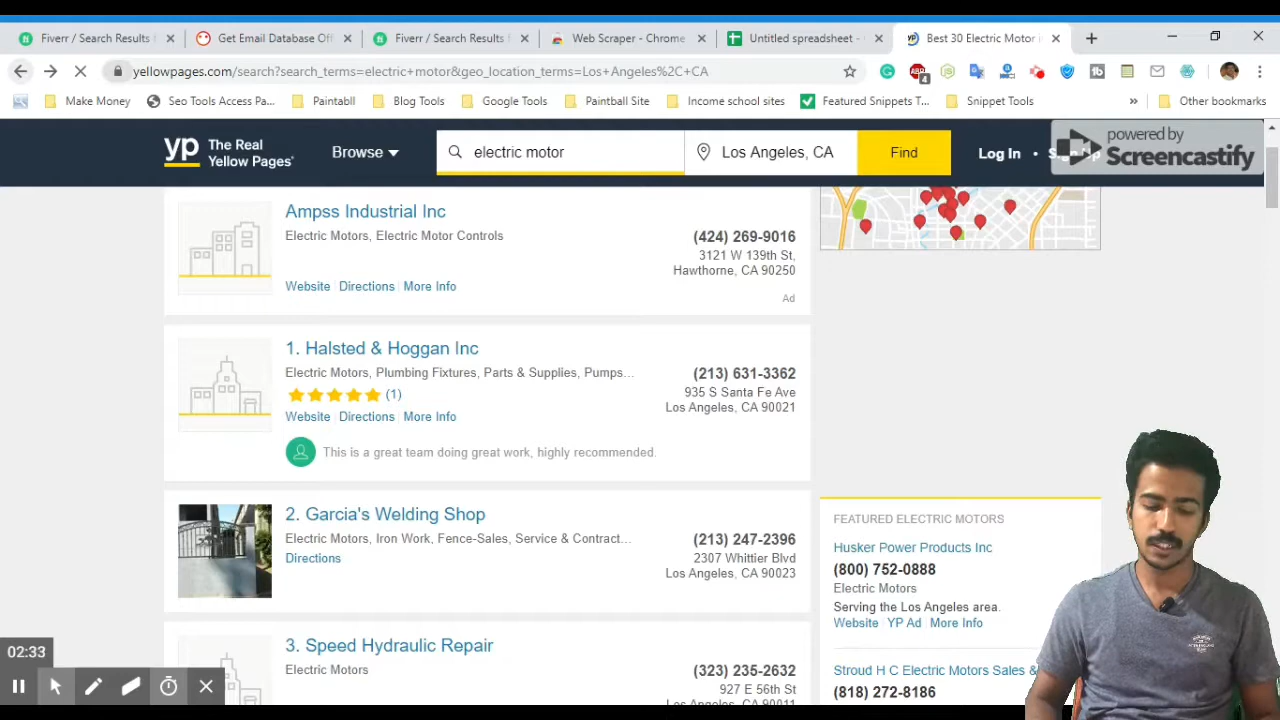 Fiverr / Search Results
Get Email Database Off
Fiverr / Search Results
Web Scraper - Chrome
Untitled spreadsheet -
Best 30 Electric Motor i
yellowpages.com/search?search_terms=electric+motor&geo_location_terms=Los+Angeles%2C+CA
ABP
4
tb
Make Money
Seo Tools Access Pa...
Paintabll
Blog Tools
Google Tools
Paintball Site
Income school sites
Featured Snippets T...
Snippet Tools
»
Other bookmarks
yp
The Real
Yellow Pages®
Browse
electric motor
Los Angeles, CA
Find
Log In
•
powered by
Screencastify
Ampss Industrial Inc
Electric Motors, Electric Motor Controls
(424) 269-9016
3121 W 139th St,
Hawthorne, CA 90250
Website
Directions
More Info
Ad
1. Halsted & Hoggan Inc
Electric Motors, Plumbing Fixtures, Parts & Supplies, Pumps...
(213) 631-3362
(1)
935 S Santa Fe Ave
Los Angeles, CA 90021
Website
Directions
More Info
This is a great team doing great work, highly recommended.
2. Garcia's Welding Shop
Electric Motors, Iron Work, Fence-Sales, Service & Contract...
(213) 247-2396
Directions
2307 Whittier Blvd
Los Angeles, CA 90023
3. Speed Hydraulic Repair
Electric Motors
(323) 235-2632
927 E 56th St
Los Angeles, CA 90011
FEATURED ELECTRIC MOTORS
Husker Power Products Inc
(800) 752-0888
Electric Motors
Serving the Los Angeles area.
Website
YP Ad
More Info
Stroud H C Electric Motors Sales &
(818) 272-8186
02:33